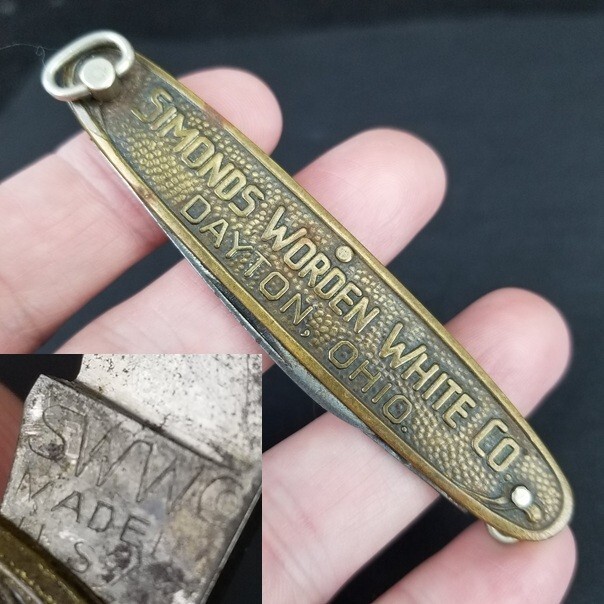 SIMONDS WORDEN WHITE CO.
DAYTON, OHIO.
SWWC
MADE